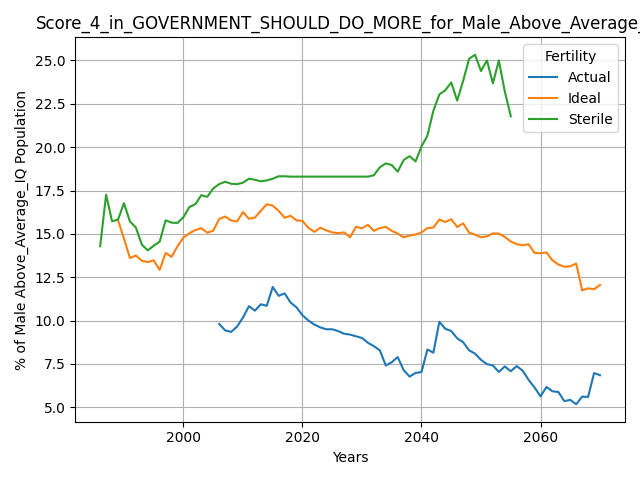 Score_4_in_GOVERNMENT_SHOULD_DO_MORE_for_Male_Above_Average_
25.0
22.5
20.0
17.5
15.0
12.5
10.0
7.5
5.0
% of Male Above_Average_IQ Population
Fertility
Actual
Ideal
Sterile
2000
2020
2040
2060
Years